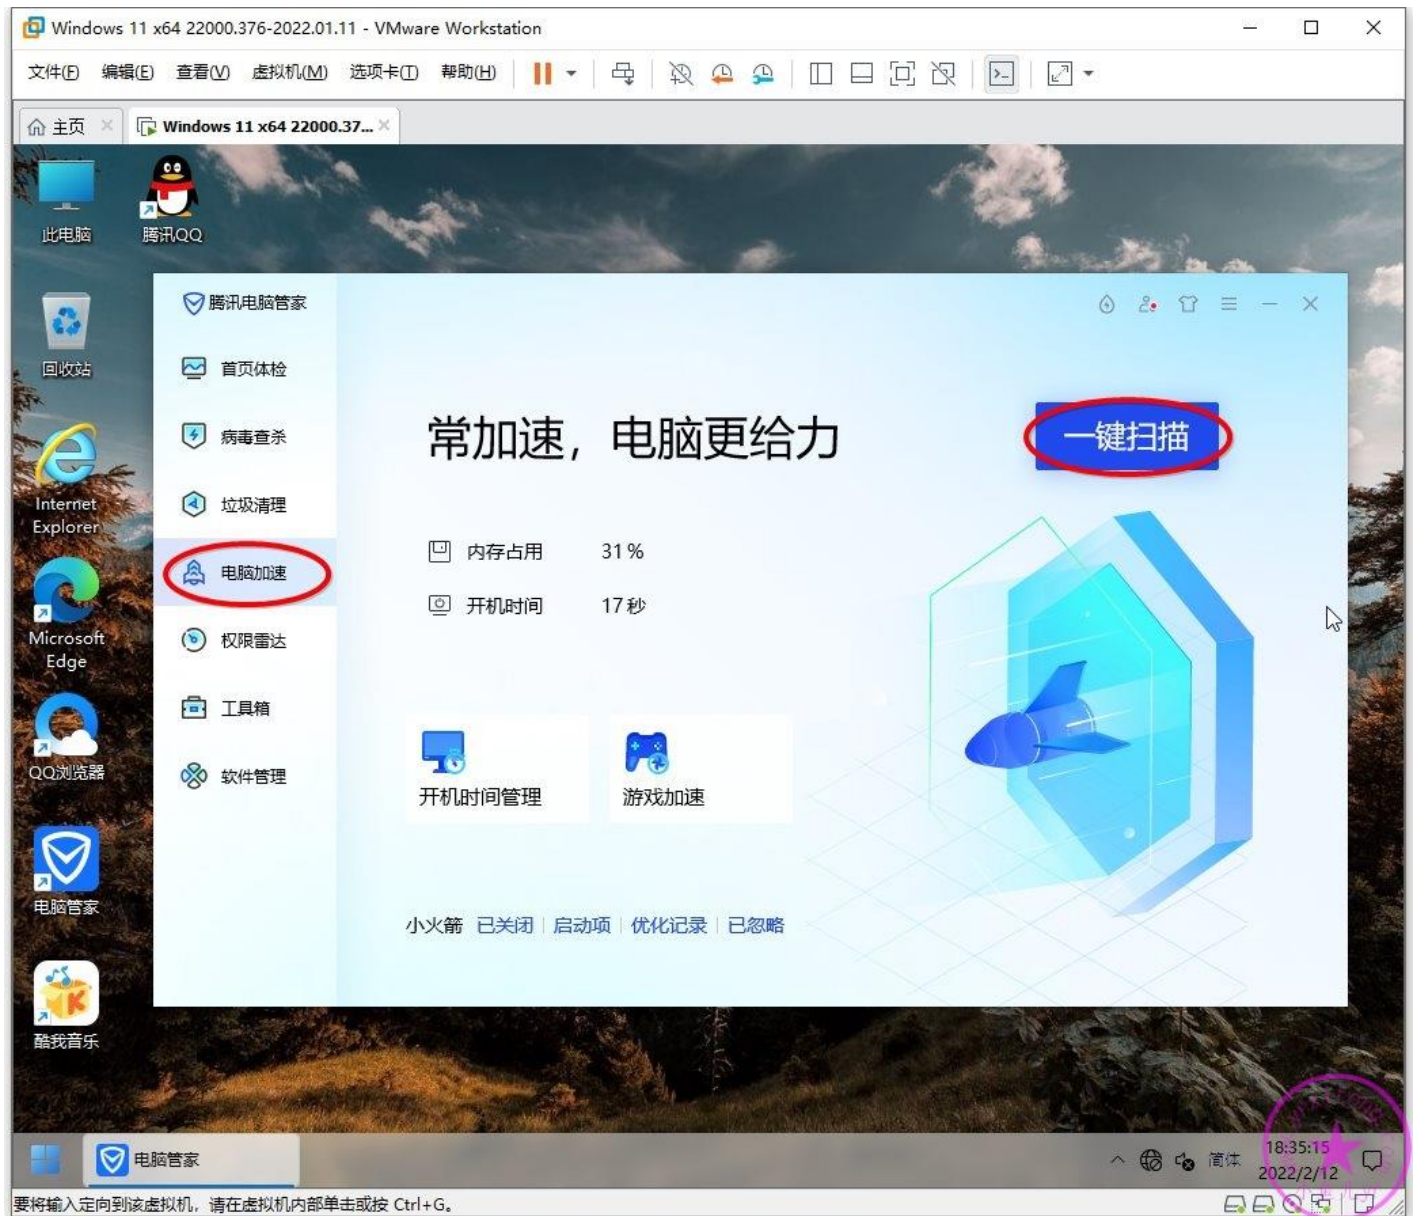 Windows 11 x64 22000.376-2022.01.11 - VMware Workstation
文件(F) 编辑(E) 查看(V) 虚拟机(M) 选项卡(T) 帮助(H)
主页 Windows 11 x64 22000.37...
此电脑
腾讯QQ
回收站
Internet
Explorer
Microsoft
Edge
QQ浏览器
电脑管家
酷我音乐
腾讯电脑管家
首页体检
病毒查杀
垃圾清理
电脑加速
权限雷达
工具箱
软件管理
常加速，电脑更给力
一键扫描
内存占用 31%
开机时间 17秒
开机时间管理
游戏加速
小火箭 已关闭 启动项 优化记录 已忽略
电脑管家
简体
18:35:15
2022/2/12
要将输入定向到该虚拟机，请在虚拟机内部单击或按 Ctrl+G。